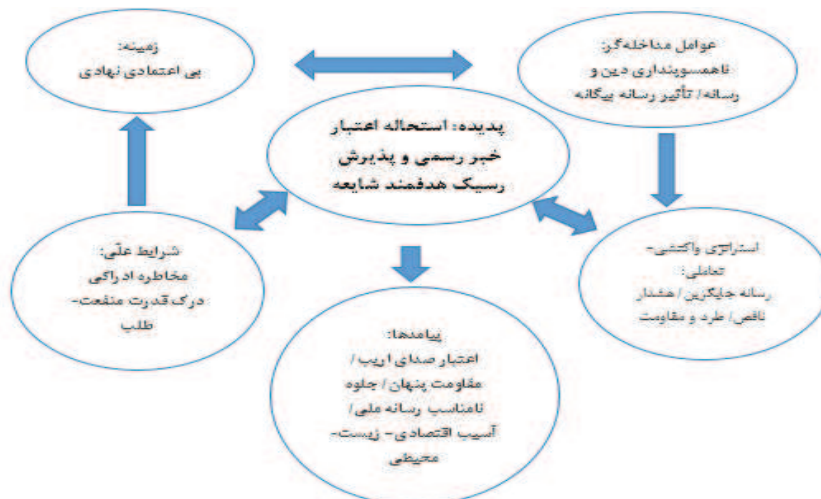 زمینه:
بی اعتمادی نهادی
عوامل مداخله‌گر:
ناهمسوپنداری دین و
رسانه/ تأثیر رسانه بیگانه
پدیده: استحاله اعتبار
خبر رسمی و پذیرش
رسیک هدفمند شایعه
شرایط علّی:
مخاطره ادراکی
درک قدرت منفعت-
طلب
استراتژی واکنشی-
تعاملی:
رسانه جایگزین/ هشدار
ناقص/ طرد و مقاومت
پیامدها:
اعتبار صدای اریب/
مقاومت پنهان/ جلوه
نامناسب رسانه ملی/
آسیب اقتصادی- زیست-
محیطی